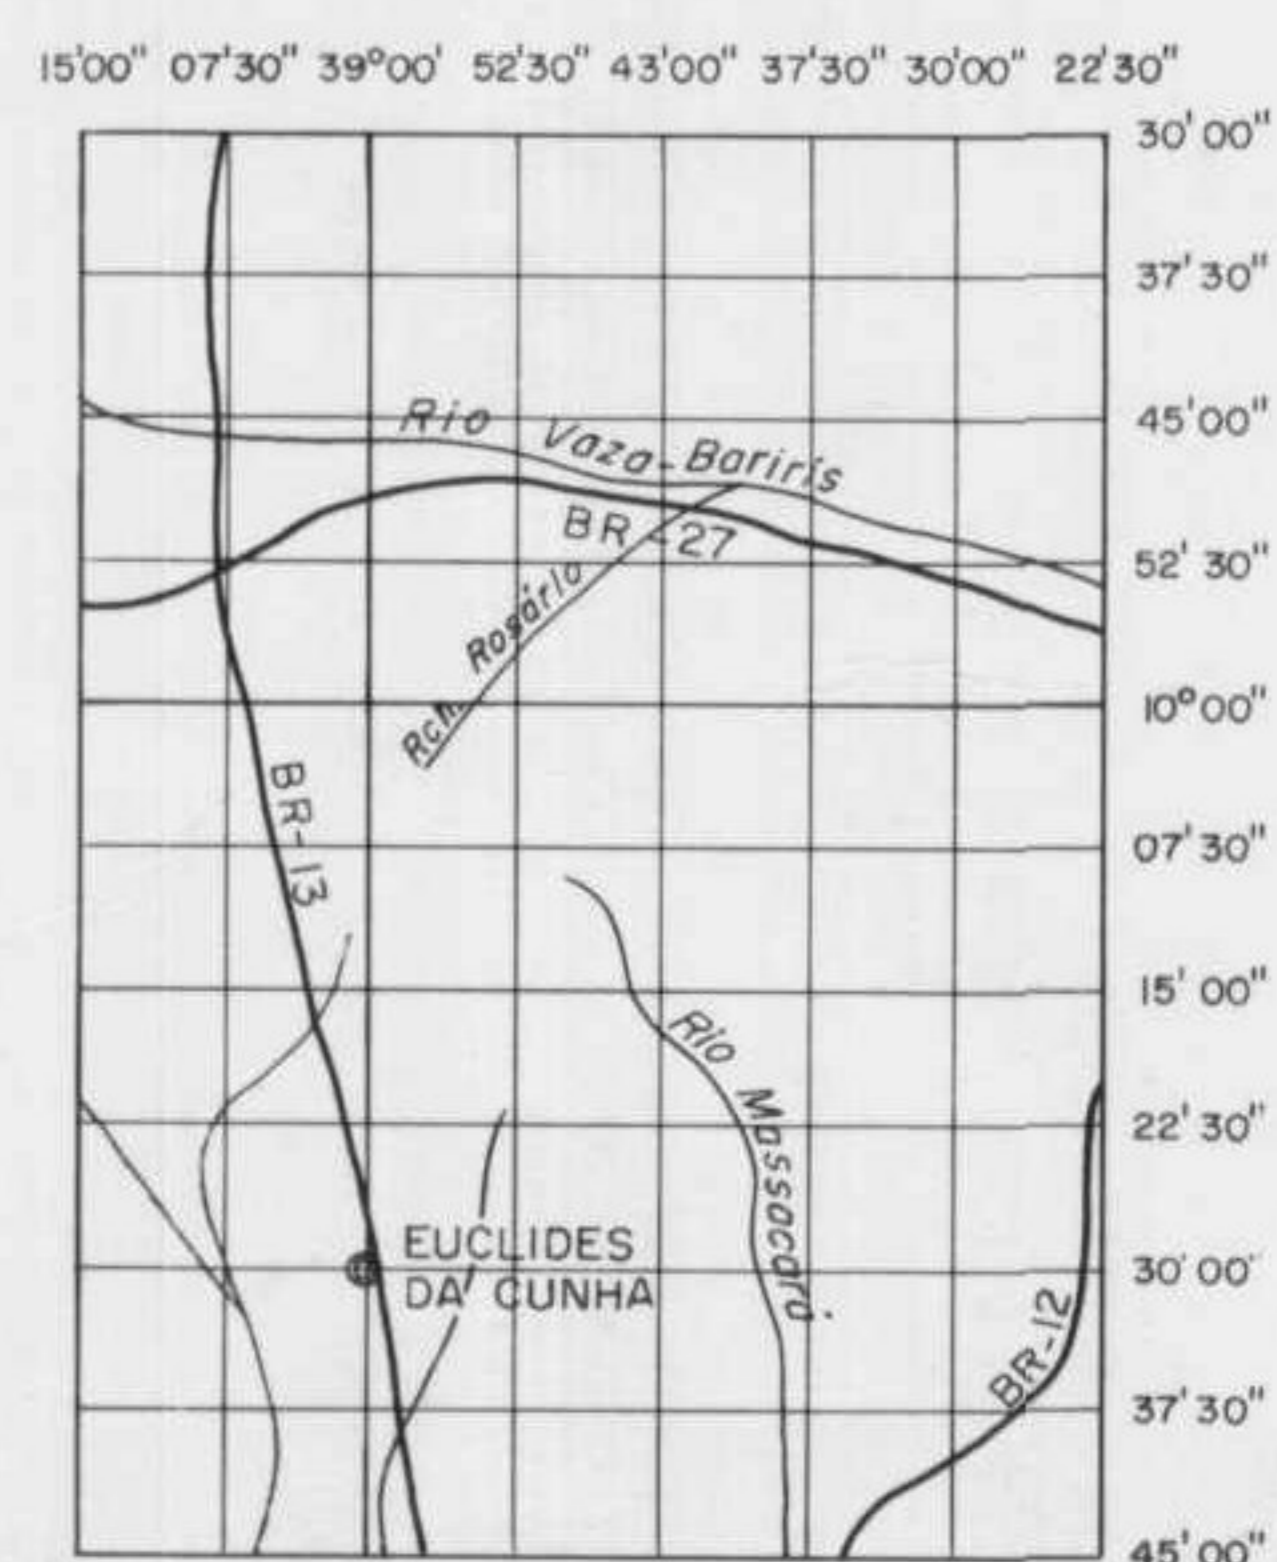 15'00" 07'30" 39°00' 52'30" 43'00" 37'30" 30'00" 22'30"
30' 00"
37' 30"
45' 00"
Rio Vaza-Bariris
BR-27
52' 30"
Rch. Rosário
10° 00"
BR-13
07' 30"
15' 00"
Rio Massacará
22' 30"
EUCLIDES
DA CUNHA
30' 00"
BR-12
37' 30"
45' 00"